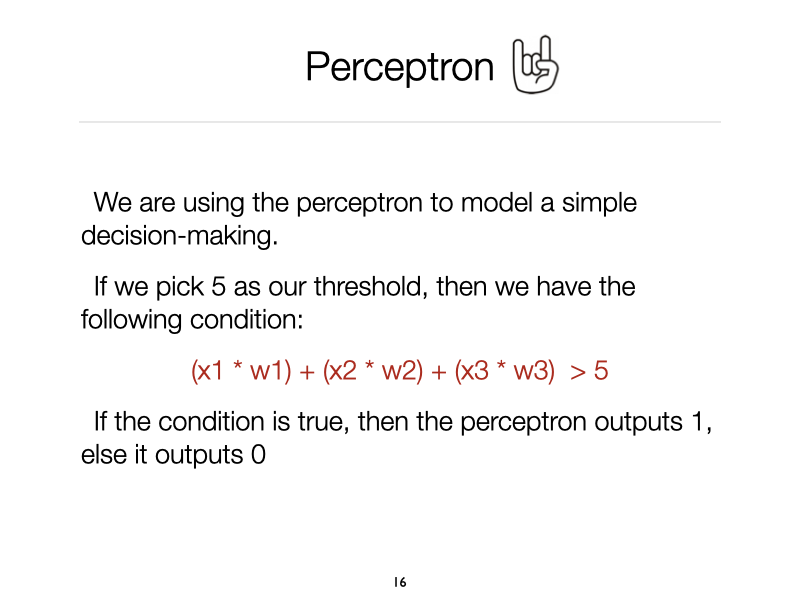 Perceptron
We are using the perceptron to model a simple
decision-making.
If we pick 5 as our threshold, then we have the
following condition:
(x1 * w1) + (x2 * w2) + (x3 * w3)  > 5
If the condition is true, then the perceptron outputs 1,
else it outputs 0
16